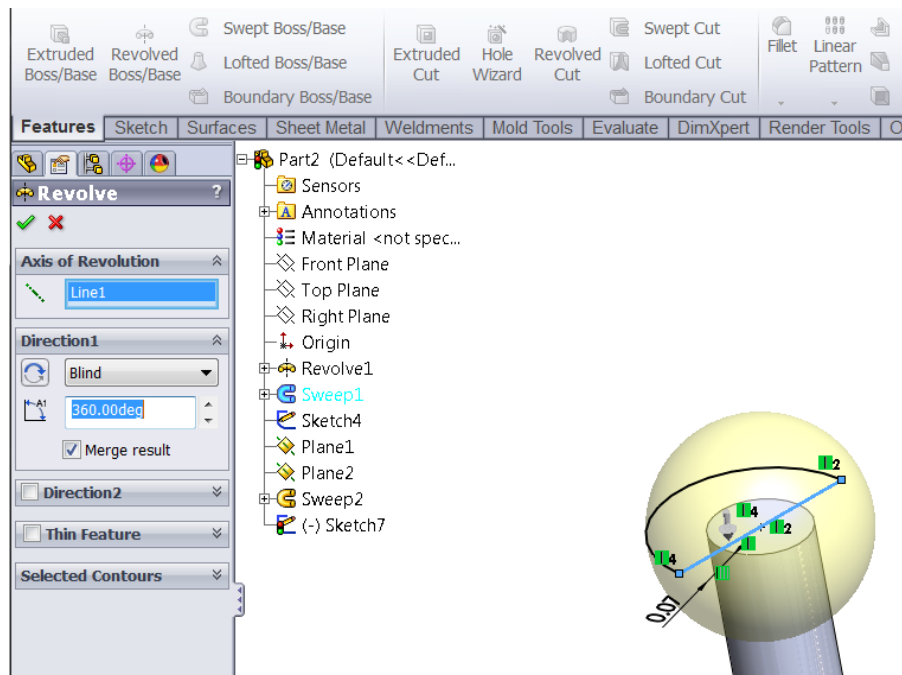 Extruded Boss/Base
Revolved Boss/Base
Swept Boss/Base
Lofted Boss/Base
Boundary Boss/Base
Extruded Cut
Hole Wizard
Revolved Cut
Swept Cut
Lofted Cut
Boundary Cut
Fillet
Linear Pattern
Features
Sketch
Surfaces
Sheet Metal
Weldments
Mold Tools
Evaluate
DimXpert
Render Tools
O
Revolve
?
Axis of Revolution
Line1
Direction1
Blind
A1
360.00deg
Merge result
Direction2
Thin Feature
Selected Contours
Part2 (Default<<Def...
Sensors
A Annotations
Material <not spec...
Front Plane
Top Plane
Right Plane
Origin
Revolve1
Sweep1
Sketch4
Plane1
Plane2
Sweep2
(-) Sketch7
2
4
2
4
0.07